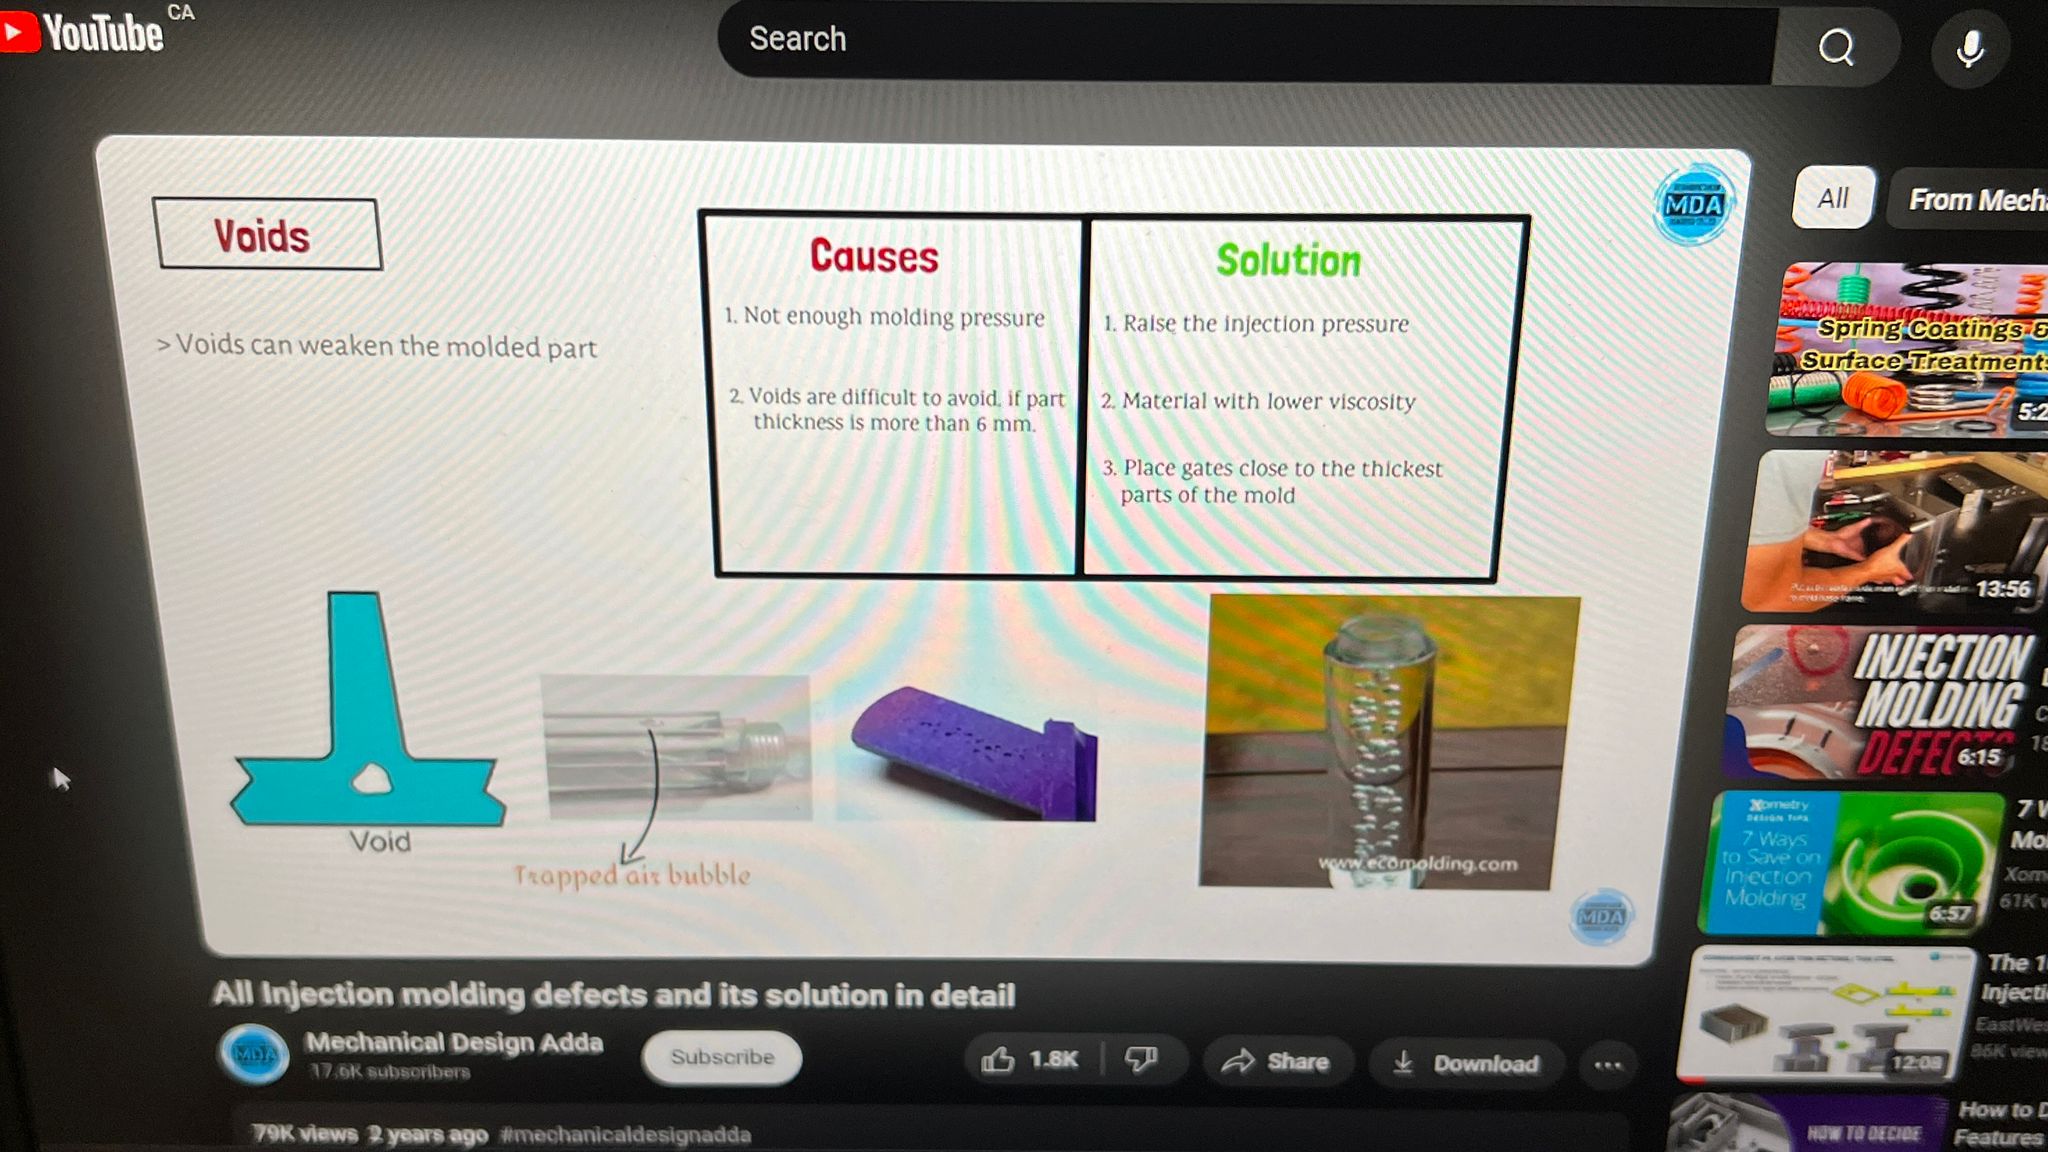 YouTube CA
Search
Voids
> Voids can weaken the molded part
Causes
1. Not enough molding pressure
2. Voids are difficult to avoid, if part
thickness is more than 6 mm.
Solution
1. Raise the injection pressure
2. Material with lower viscosity
3. Place gates close to the thickest
parts of the mold
MDA
Void
Trapped air bubble
www.ecomolding.com
MDA
All Injection molding defects and its solution in detail
MDA
Mechanical Design Adda
17.6K subscribers
Subscribe
1.8K
Share
Download
79K views 2 years ago #mechanicaldesignadda
All
From Mech
Spring Coatings &
Surface Treatments
5:2
13:56
INJECTION
MOLDING
DEFECTS
6:15
Xometry
DESIGN TIPS
7 Ways
to Save on
Injection
Molding
6:57
7 W
Mo
Xom
61K v
12:08
The 1
Injecti
EastWes
86K view
HOW TO DECIDE
How to D
Features